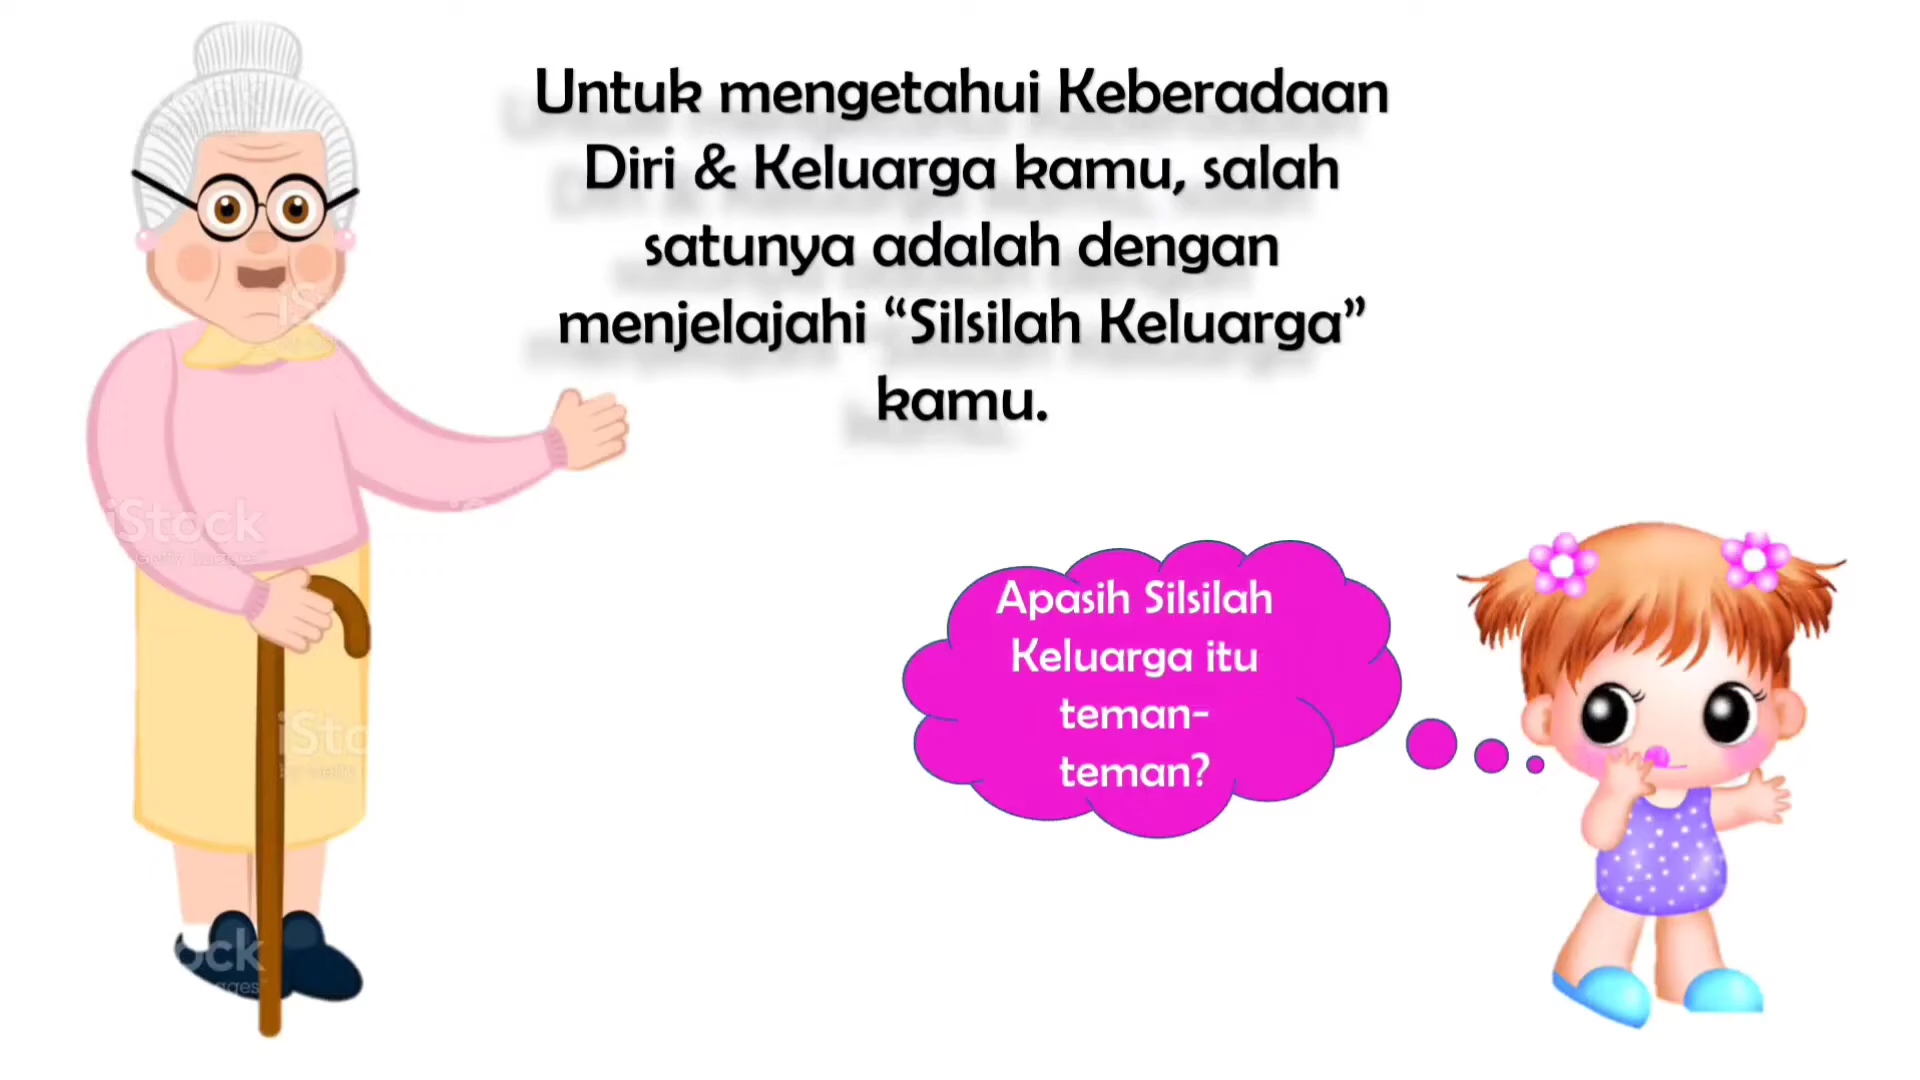 Untuk mengetahui Keberadaan
Diri & Keluarga kamu, salah
satunya adalah dengan
menjelajahi “Silsilah Keluarga”
kamu.
Apasih Silsilah
Keluarga itu
teman-
teman?
iStock
iStock